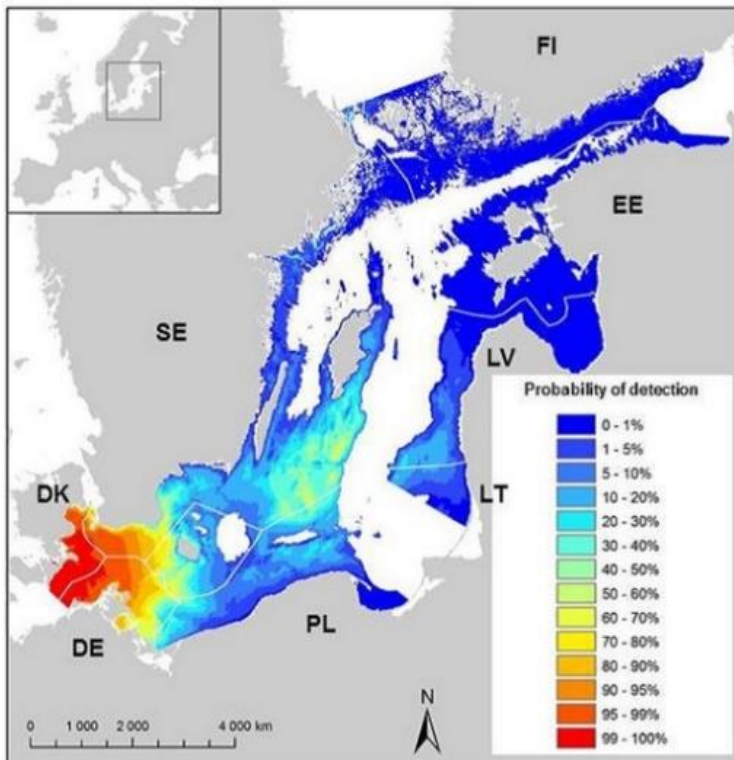 FI
EE
SE
LV
Probability of detection
0 - 1%
1 - 5%
5 - 10%
10 - 20%
20 - 30%
30 - 40%
40 - 50%
50 - 60%
60 - 70%
70 - 80%
80 - 90%
90 - 95%
95 - 99%
99 - 100%
DK
LT
DE
PL
N
0 1 000 2 000 4 000 km